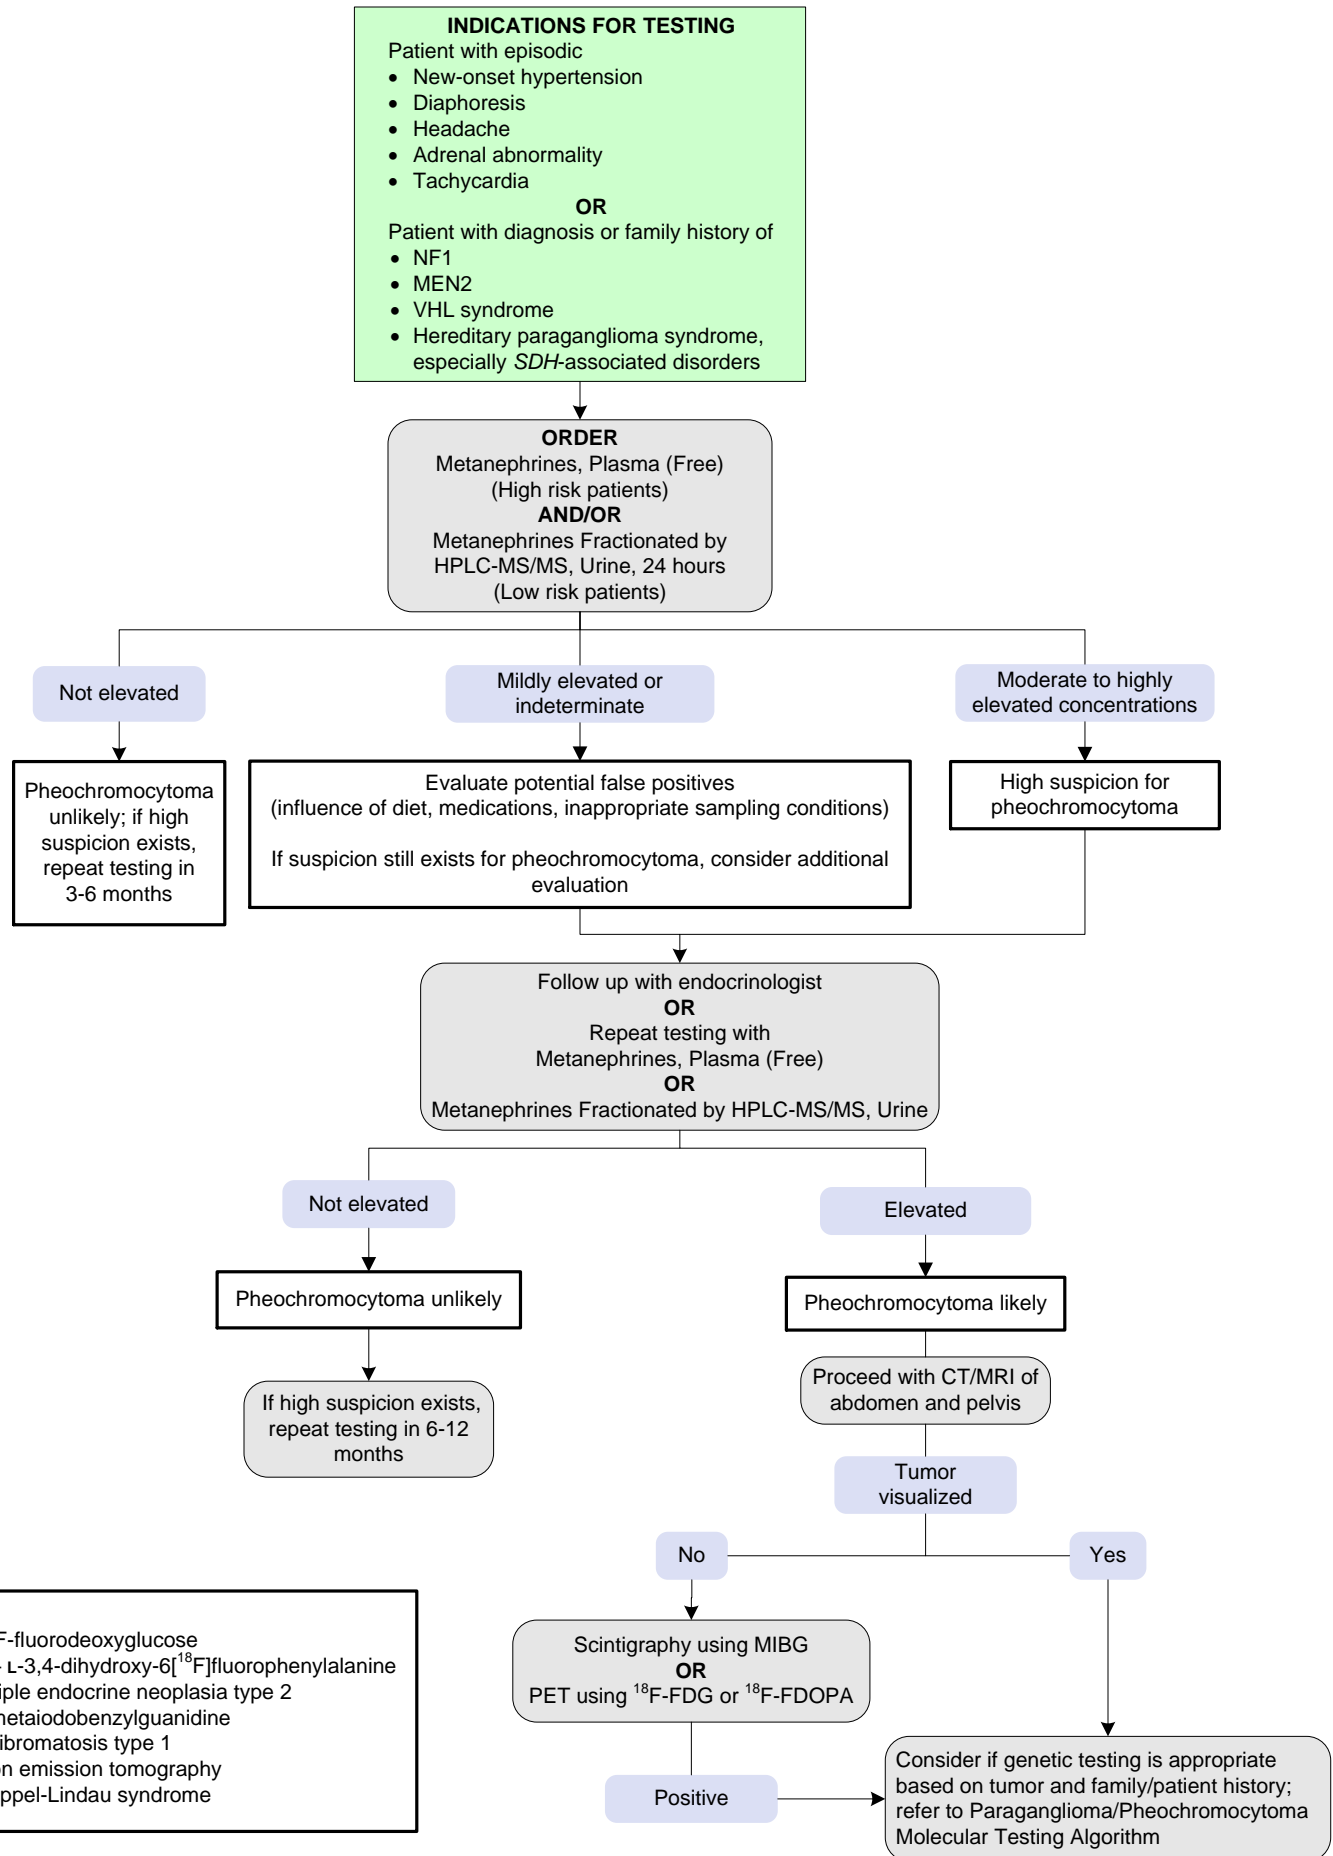 INDICATIONS FOR TESTING
Patient with episodic
• New-onset hypertension
• Diaphoresis
• Headache
• Adrenal abnormality
• Tachycardia
OR
Patient with diagnosis or family history of
• NF1
• MEN2
• VHL syndrome
• Hereditary paraganglioma syndrome,
especially SDH-associated disorders
ORDER
Metanephrines, Plasma (Free)
(High risk patients)
AND/OR
Metanephrines Fractionated by
HPLC-MS/MS, Urine, 24 hours
(Low risk patients)
Not elevated
Mildly elevated or
indeterminate
Moderate to highly
elevated concentrations
Pheochromocytoma
unlikely; if high
suspicion exists,
repeat testing in
3-6 months
Evaluate potential false positives
(influence of diet, medications, inappropriate sampling conditions)
If suspicion still exists for pheochromocytoma, consider additional
evaluation
High suspicion for
pheochromocytoma
Follow up with endocrinologist
OR
Repeat testing with
Metanephrines, Plasma (Free)
OR
Metanephrines Fractionated by HPLC-MS/MS, Urine
Not elevated
Elevated
Pheochromocytoma unlikely
Pheochromocytoma likely
If high suspicion exists,
repeat testing in 6-12
months
Proceed with CT/MRI of
abdomen and pelvis
Tumor
visualized
No
Yes
Scintigraphy using MIBG
OR
PET using ¹⁸F-FDG or ¹⁸F-FDOPA
Positive
Consider if genetic testing is appropriate
based on tumor and family/patient history;
refer to Paraganglioma/Pheochromocytoma
Molecular Testing Algorithm
F-fluorodeoxyglucose
ʟ-3,4-dihydroxy-6[¹⁸F]fluorophenylalanine
endocrine neoplasia type 2
metaiodobenzylguanidine
type 1
emission tomography
syndrome